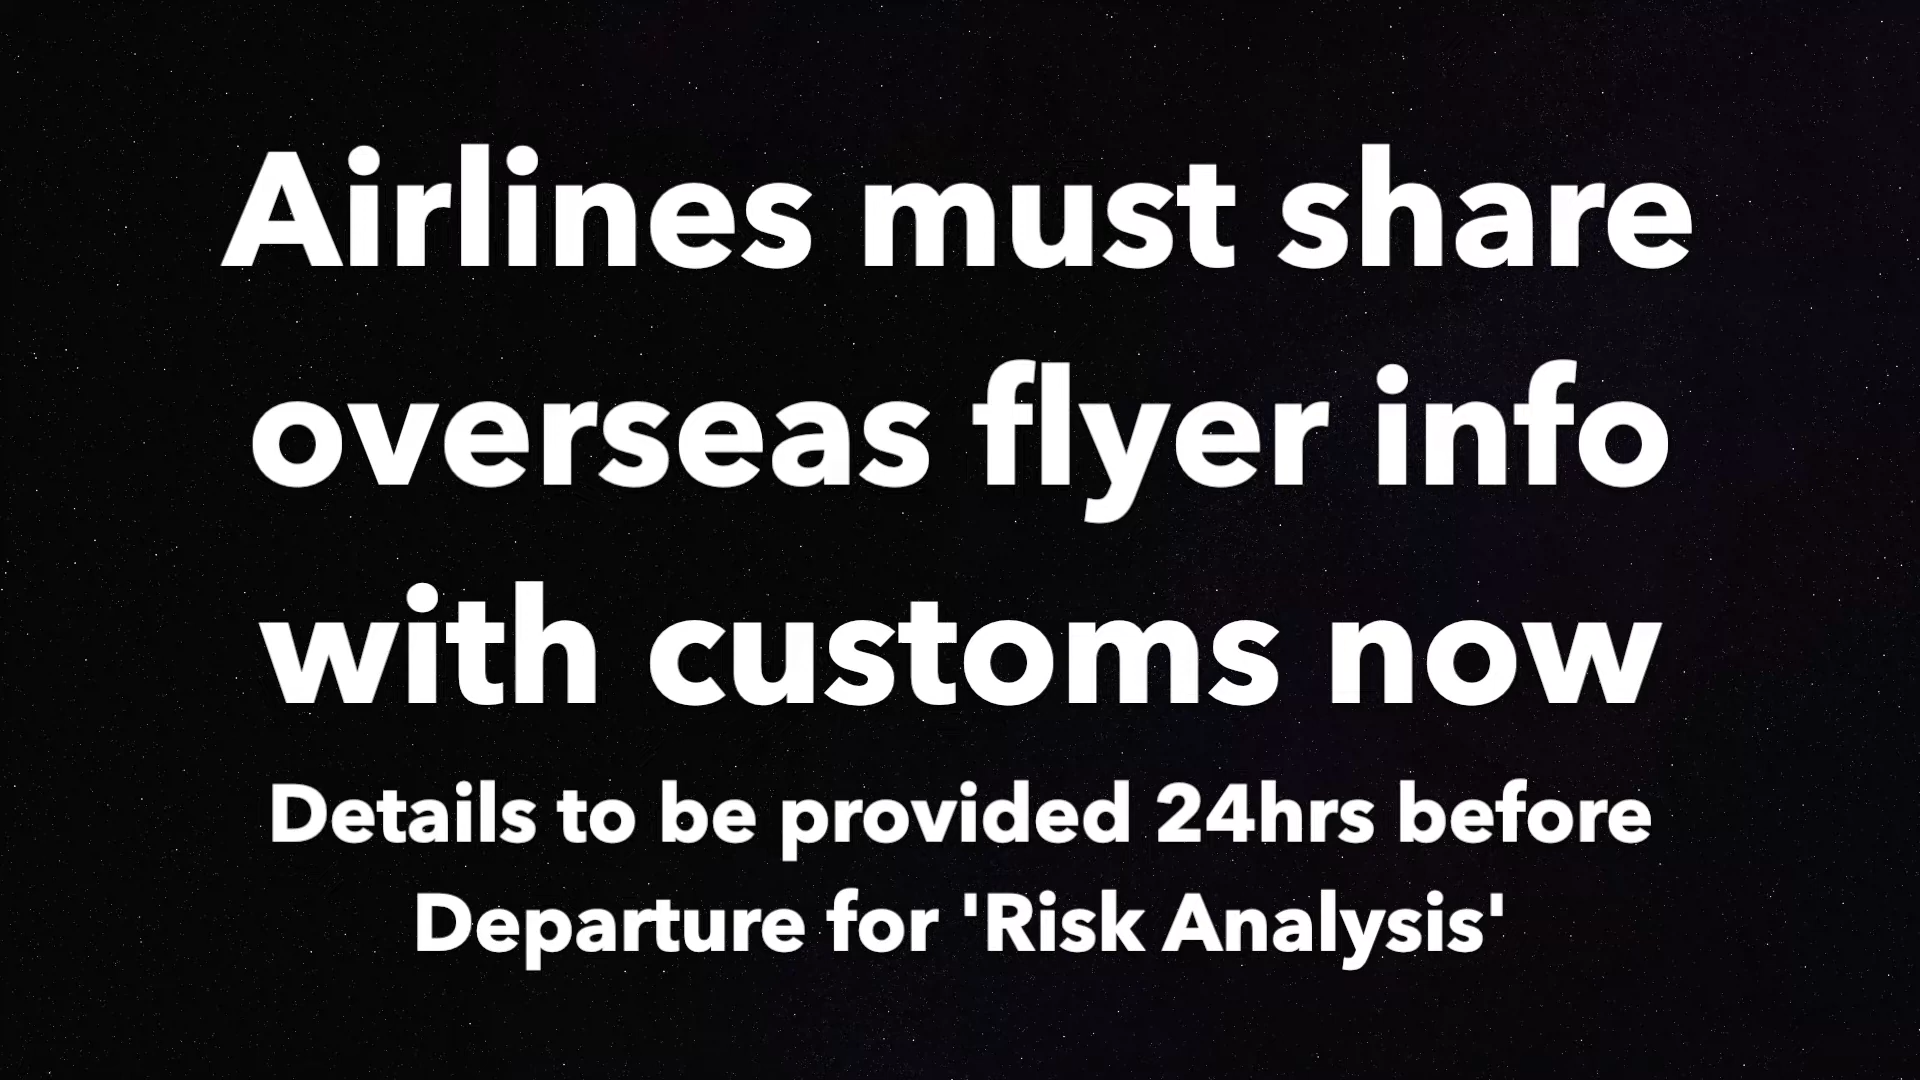 Airlines must share
overseas flyer info
with customs now
Details to be provided 24hrs before
Departure for 'Risk Analysis'